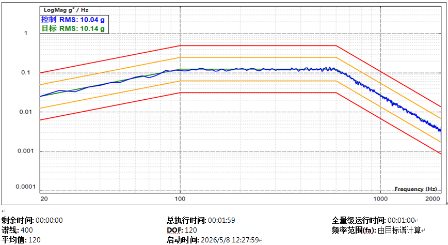 LogMag g² / Hz
控制 RMS: 10.04 g
目标 RMS: 10.14 g
1
0.1
0.01
0.001
0.0001
Frequency (Hz)
20 100 1000 2000
剩余时间: 00:00:00 总执行时间: 00:01:59 全量级运行时间: 00:01:00
谱线: 400 DOF: 120 频率范围(fa): 由目标谱计算
平均值: 120 启动时间: 2026/5/8 12:27:59